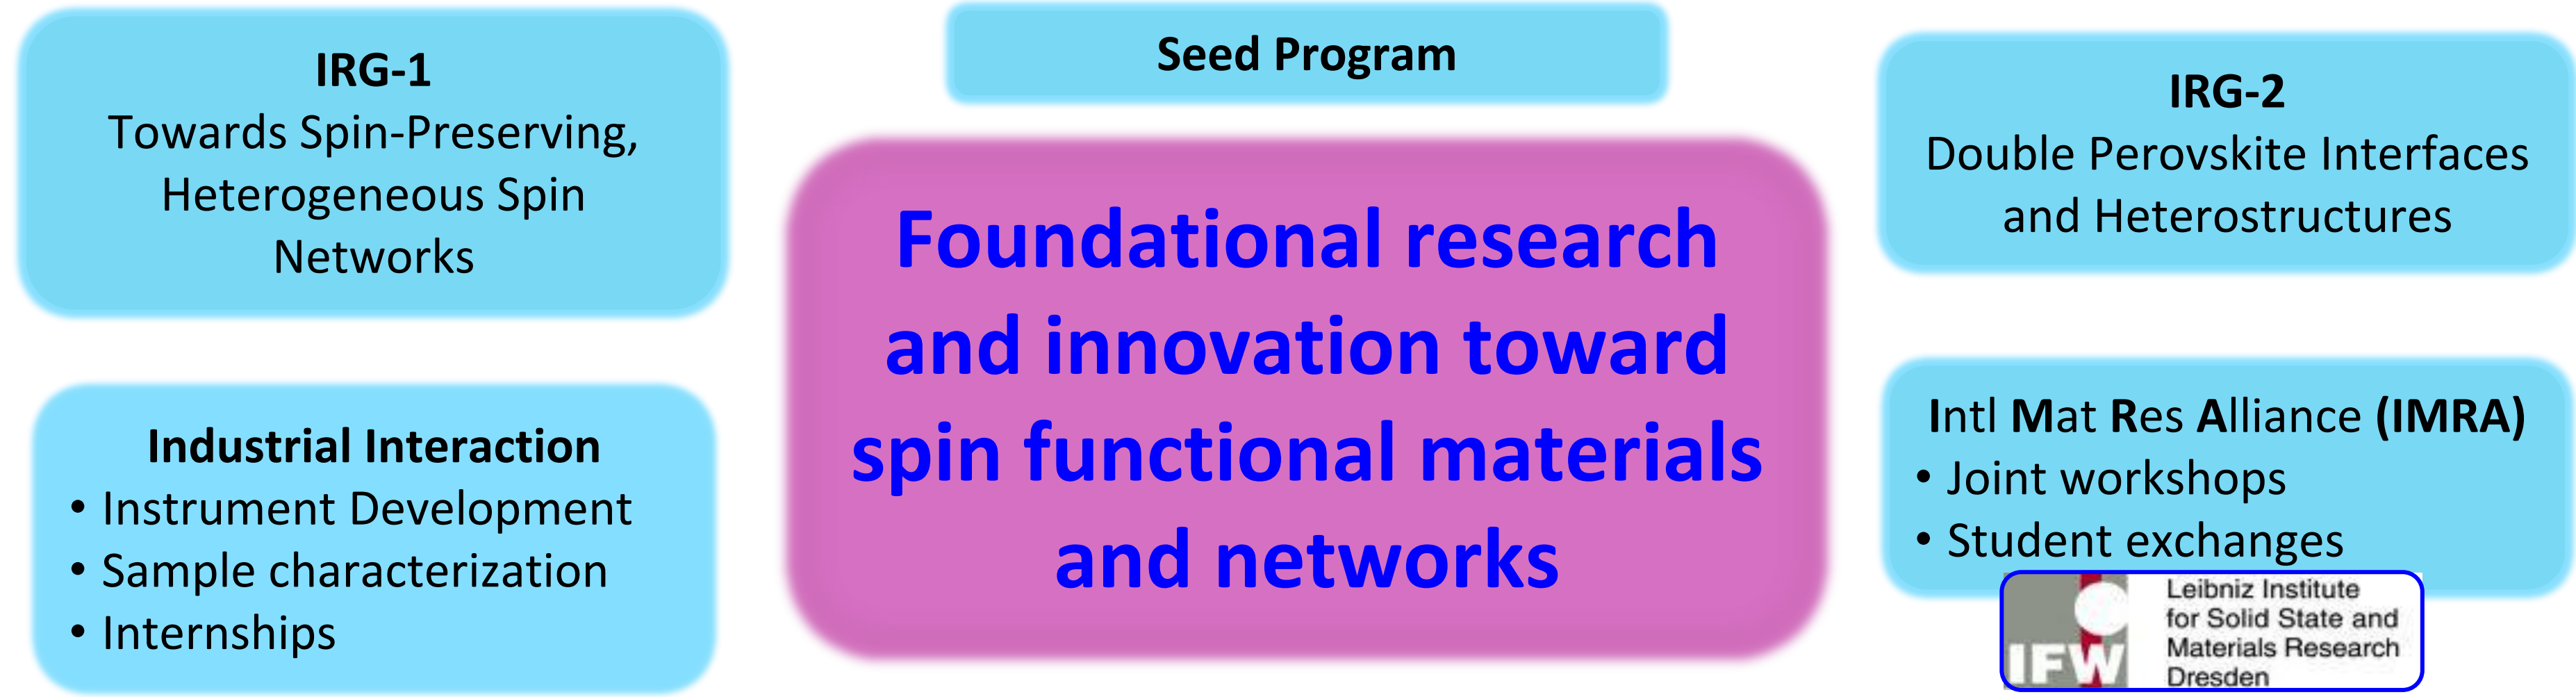 IRG-1
Towards Spin-Preserving,
Heterogeneous Spin
Networks
Seed Program
IRG-2
Double Perovskite Interfaces
and Heterostructures
Foundational research
and innovation toward
spin functional materials
and networks
Industrial Interaction
• Instrument Development
• Sample characterization
• Internships
Intl Mat Res Alliance (IMRA)
• Joint workshops
• Student exchanges
IFW
Leibniz Institute
for Solid State and
Materials Research
Dresden